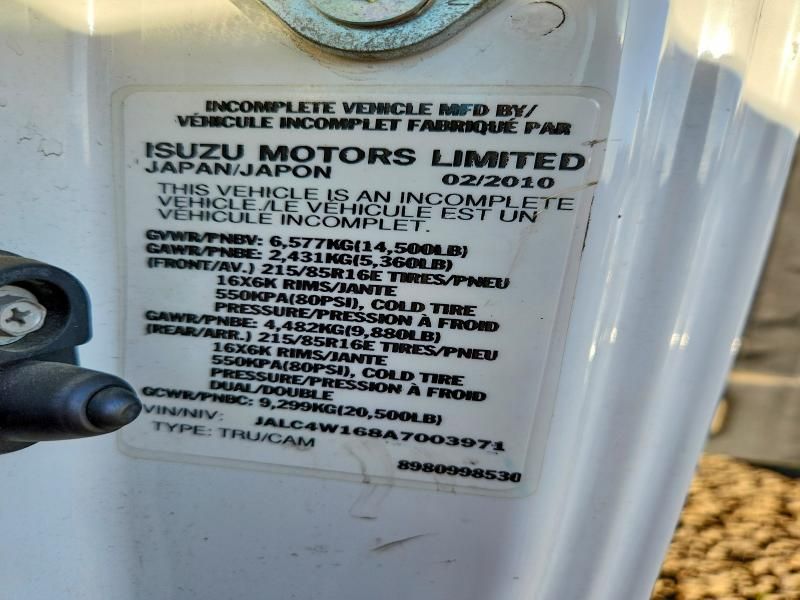 INCOMPLETE VEHICLE MFD BY/
VÉHICULE INCOMPLET FABRIQUÉ PAR
ISUZU MOTORS LIMITED
JAPAN/JAPON 02/2010
THIS VEHICLE IS AN INCOMPLETE
VEHICLE./LE VÉHICULE EST UN
VÉHICULE INCOMPLET.
GVWR/PNBV: 6,577KG(14,500LB)
GAWR/PNBE: 2,431KG(5,360LB)
(FRONT/AV.) 215/85R16E TIRES/PNEU
16X6K RIMS/JANTE
550KPA(80PSI), COLD TIRE
PRESSURE/PRESSION À FROID
GAWR/PNBE: 4,482KG(9,880LB)
(REAR/ARR.) 215/85R16E TIRES/PNEU
16X6K RIMS/JANTE
550KPA(80PSI), COLD TIRE
PRESSURE/PRESSION À FROID
DUAL/DOUBLE
GCWR/PNBC: 9,299KG(20,500LB)
VIN/NIV: JALC4W168A7003971
TYPE: TRU/CAM
8980998530